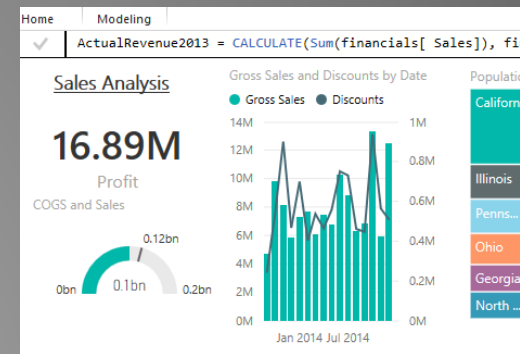 Home Modeling
ActualRevenue2013 = CALCULATE(Sum(financials[ Sales]), fi
Sales Analysis
16.89M
Profit
COGS and Sales
0.12bn
0bn 0.1bn 0.2bn
Gross Sales and Discounts by Date
Gross Sales Discounts
14M 1M
12M
10M 0.8M
8M
6M 0.6M
4M 0.4M
2M 0.2M
0M 0M
Jan 2014 Jul 2014
Populatio
Californ
Illinois
Penns...
Ohio
Georgia
North ...